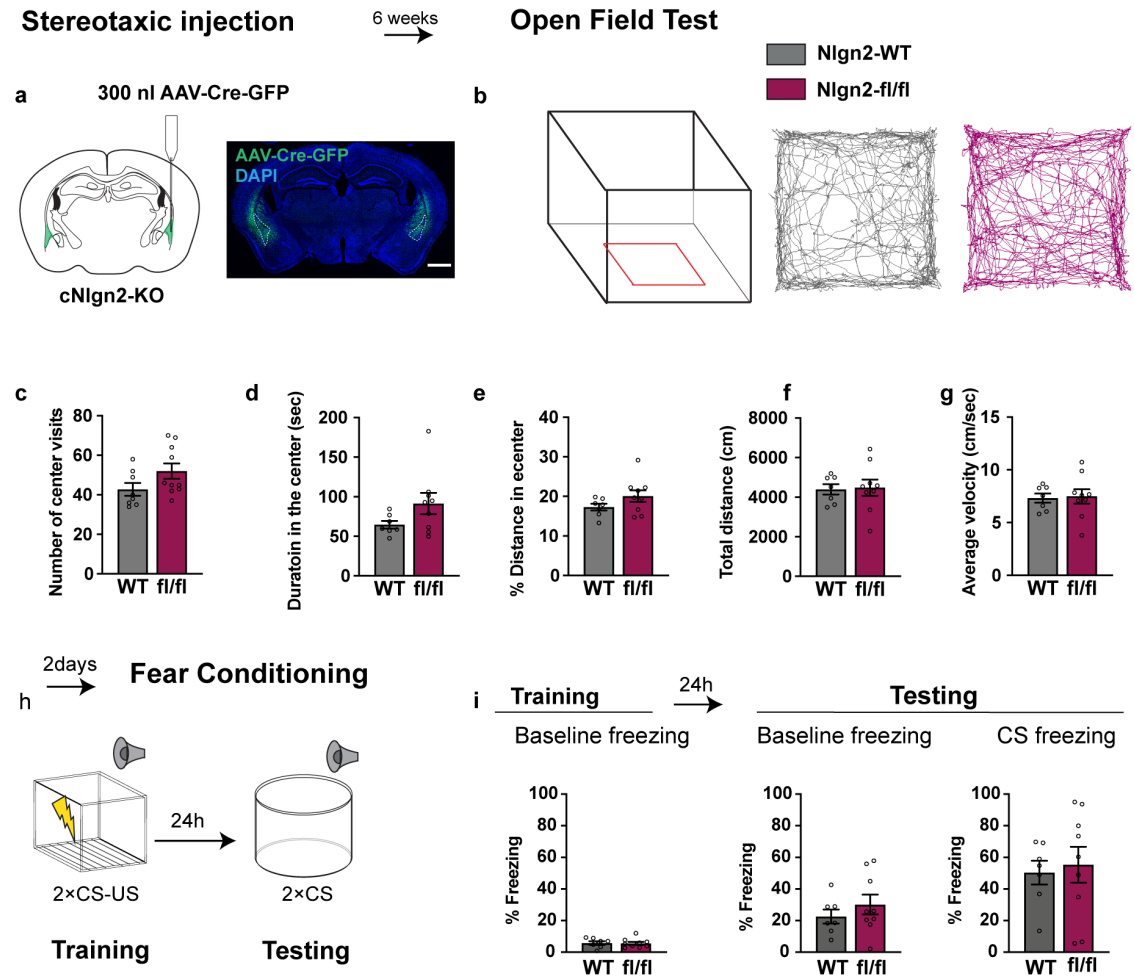 Stereotaxic injection
6 weeks
Open Field Test
Nlgn2-WT
Nlgn2-fl/fl
a
300 nl AAV-Cre-GFP
AAV-Cre-GFP
DAPI
cNlgn2-KO
b
c
Number of center visits
80
60
40
20
0
WT fl/fl
d
Duratoin in the center (sec)
200
150
100
50
0
WT fl/fl
e
% Distance in ecenter
40
30
20
10
0
WT fl/fl
f
Total distance (cm)
8000
6000
4000
2000
0
WT fl/fl
g
Average velocity (cm/sec)
15
10
5
0
WT fl/fl
h
2days
Fear Conditioning
24h
2×CS-US
2×CS
Training
Testing
i
Training
24h
Testing
Baseline freezing
Baseline freezing
CS freezing
% Freezing
100
80
60
40
20
0
WT fl/fl
% Freezing
100
80
60
40
20
0
WT fl/fl
% Freezing
100
80
60
40
20
0
WT fl/fl